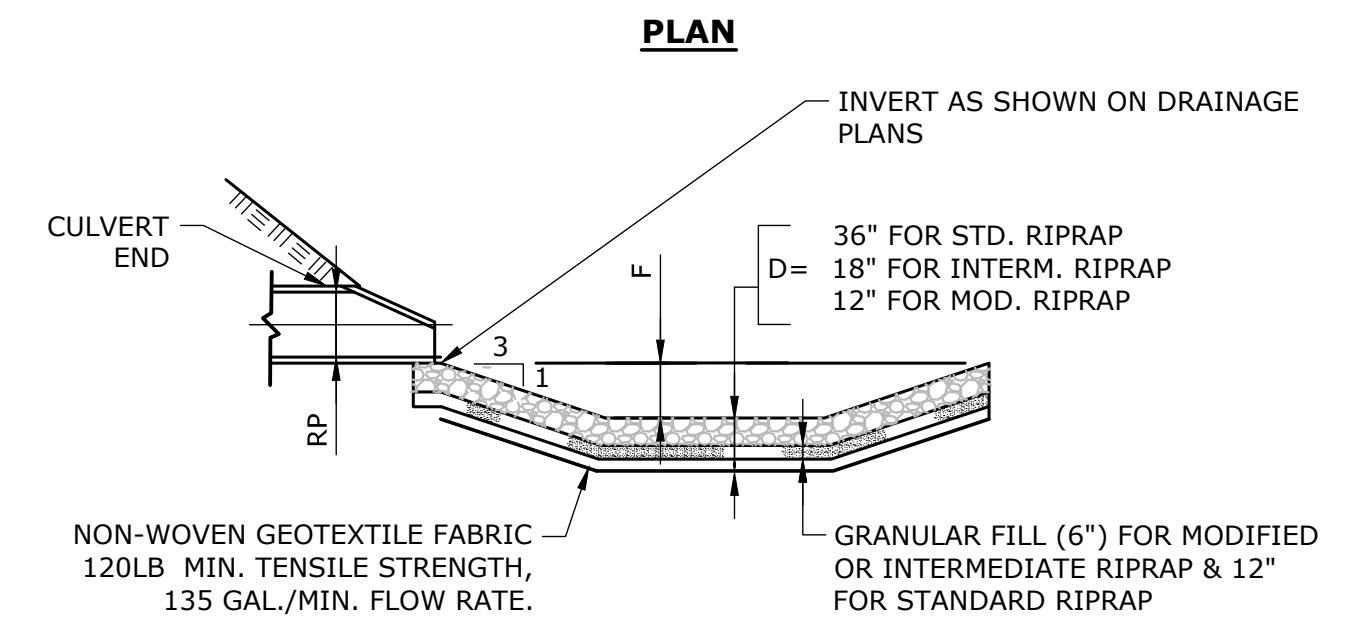 PLAN
INVERT AS SHOWN ON DRAINAGE
PLANS
CULVERT
END
F
D=
36" FOR STD. RIPRAP
18" FOR INTERM. RIPRAP
12" FOR MOD. RIPRAP
3
1
RP
NON-WOVEN GEOTEXTILE FABRIC
120LB MIN. TENSILE STRENGTH,
135 GAL./MIN. FLOW RATE.
GRANULAR FILL (6") FOR MODIFIED
OR INTERMEDIATE RIPRAP & 12"
FOR STANDARD RIPRAP